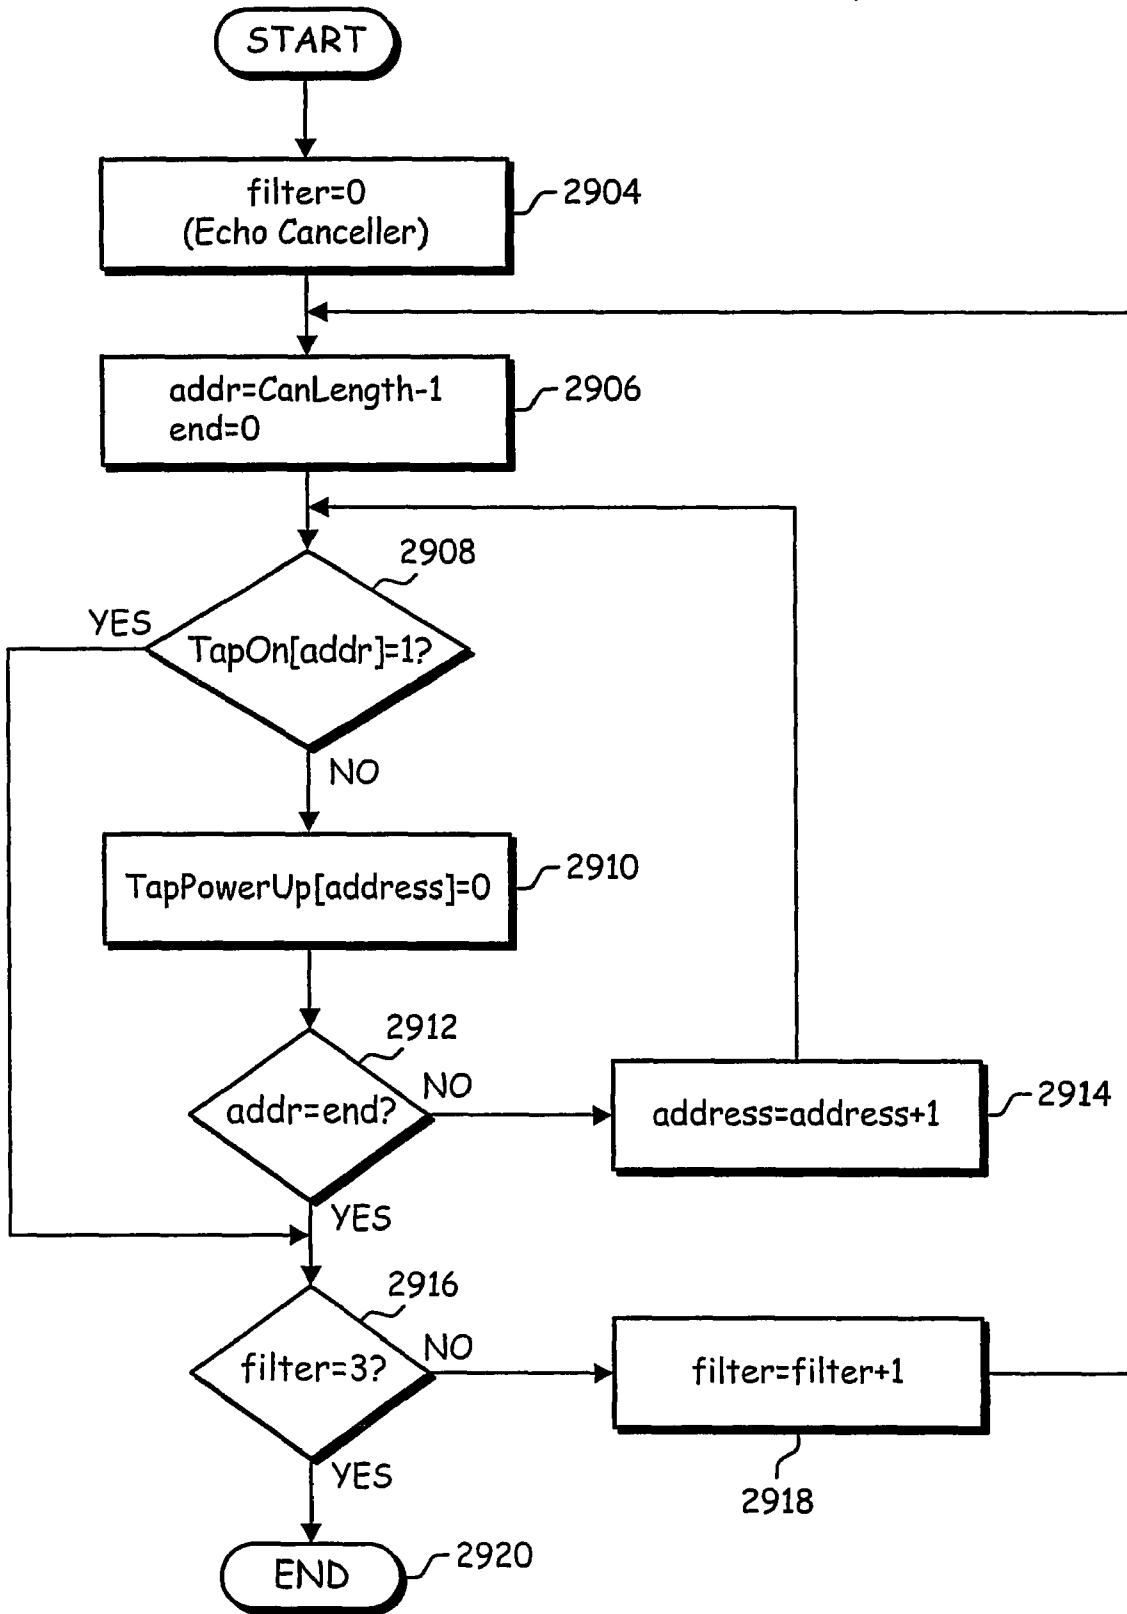 START
filter=0
(Echo Canceller)
2904
addr=CanLength-1
end=0
2906
2908
YES
TapOn[addr]=1?
NO
TapPowerUp[address]=0
2910
2912
addr=end?
NO
address=address+1
2914
YES
2916
filter=3?
NO
filter=filter+1
2918
YES
END
2920